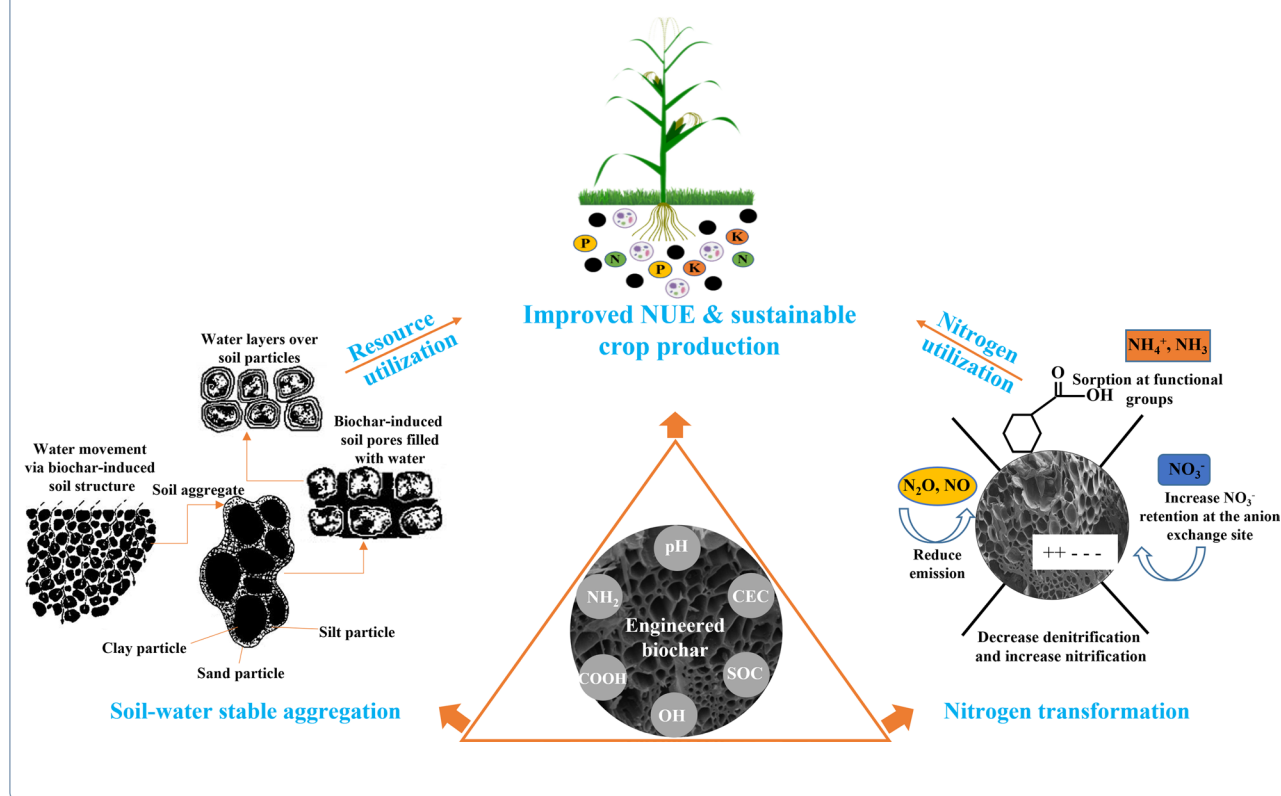 P
K
N
N
P
K
Improved NUE & sustainable
crop production
Resource
utilization
Nitrogen
utilization
Water layers over
soil particles
Biochar-induced
soil pores filled
with water
Water movement
via biochar-induced
soil structure
Soil aggregate
Clay particle
Sand particle
Silt particle
Soil-water stable aggregation
pH
NH₂
CEC
Engineered
biochar
COOH
SOC
OH
NH₄⁺, NH₃
O
OH
Sorption at functional
groups
N₂O, NO
Reduce
emission
NO₃⁻
Increase NO₃⁻
retention at the anion
exchange site
++ - - -
Decrease denitrification
and increase nitrification
Nitrogen transformation